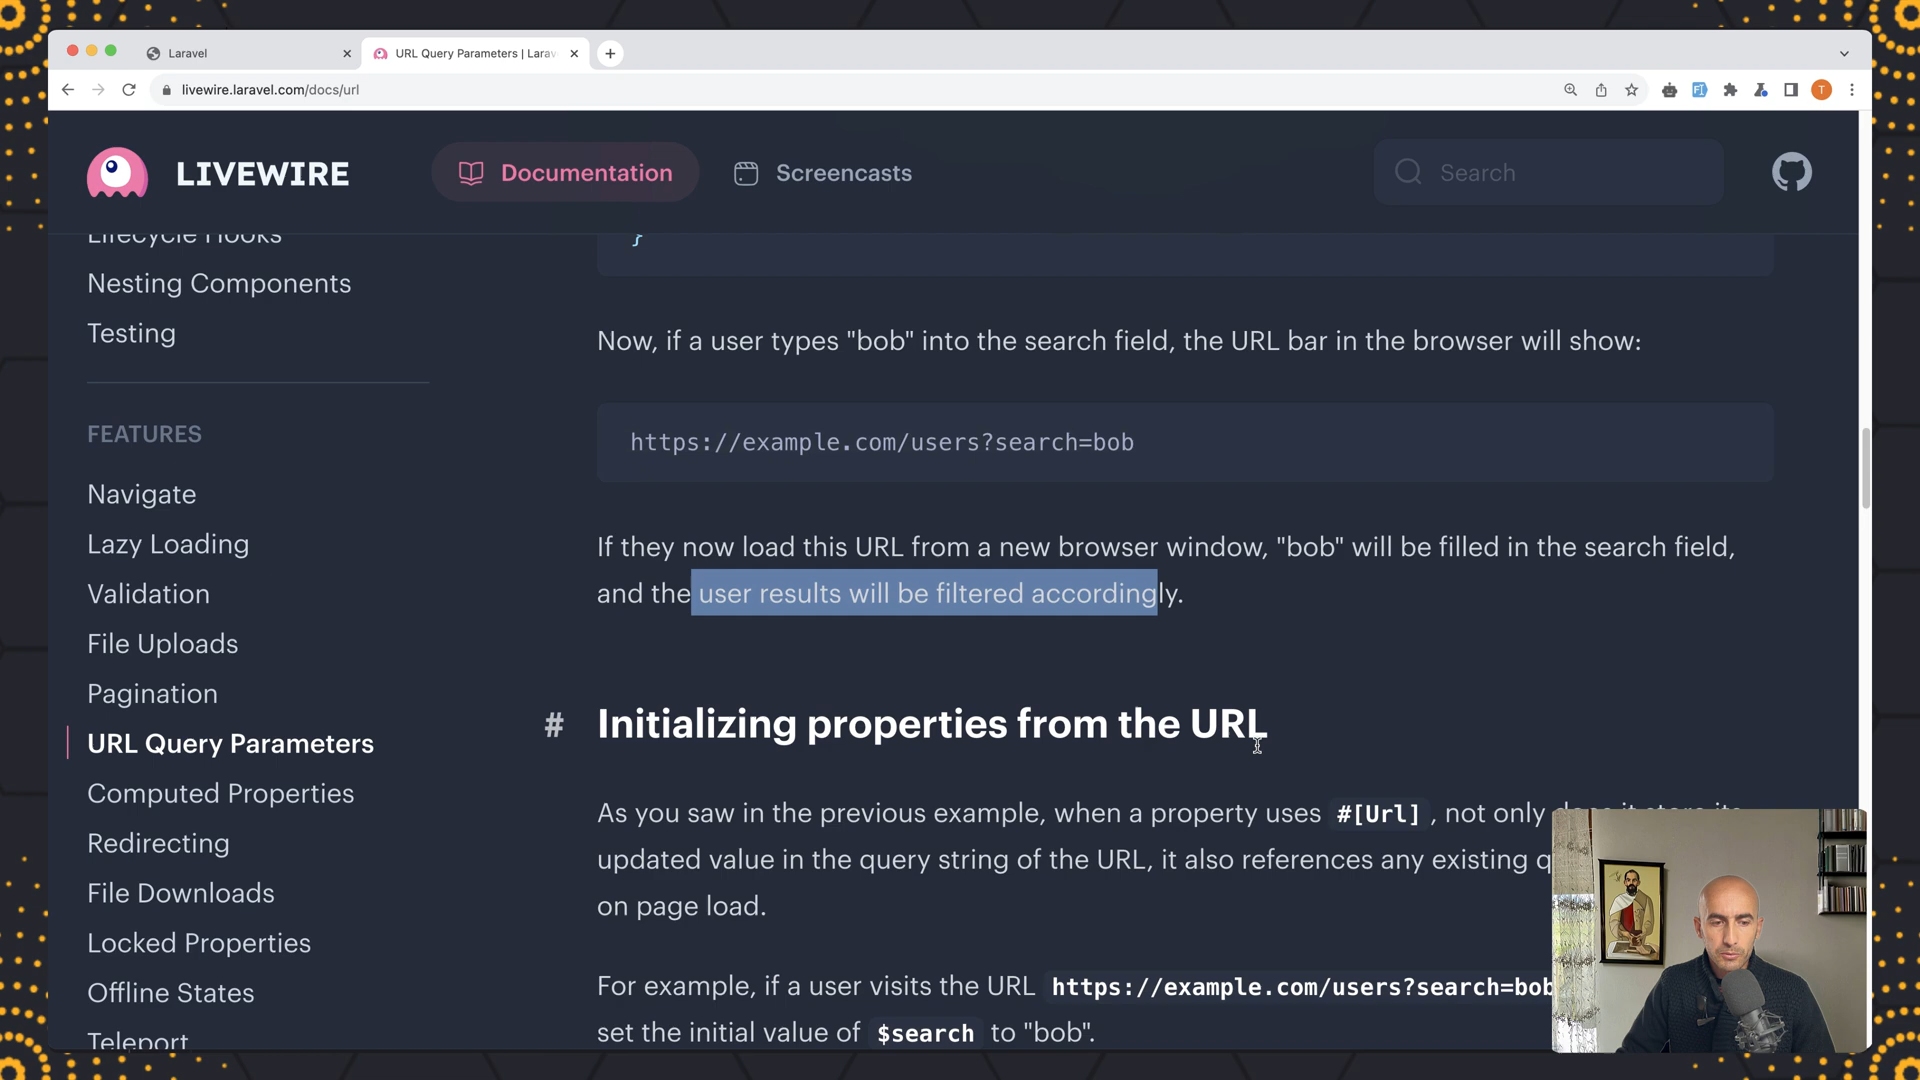 Laravel
URL Query Parameters | Larav
livewire.laravel.com/docs/url
T
LIVEWIRE
Documentation
Screencasts
Search
Lifecycle Hooks
Nesting Components
Testing
FEATURES
Navigate
Lazy Loading
Validation
File Uploads
Pagination
URL Query Parameters
Computed Properties
Redirecting
File Downloads
Locked Properties
Offline States
Teleport
}
Now, if a user types "bob" into the search field, the URL bar in the browser will show:
https://example.com/users?search=bob
If they now load this URL from a new browser window, "bob" will be filled in the search field,
and the user results will be filtered accordingly.
# Initializing properties from the URL
As you saw in the previous example, when a property uses #[Url] , not only does it store its
updated value in the query string of the URL, it also references any existing q
on page load.
For example, if a user visits the URL https://example.com/users?search=bob
set the initial value of $search to "bob".